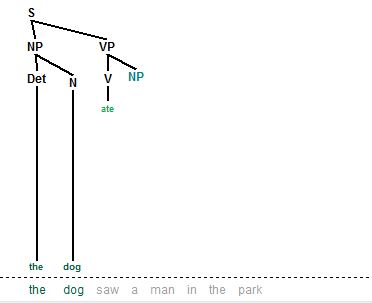 S
NP VP
Det N V NP
ate
the dog
the dog saw a man in the park